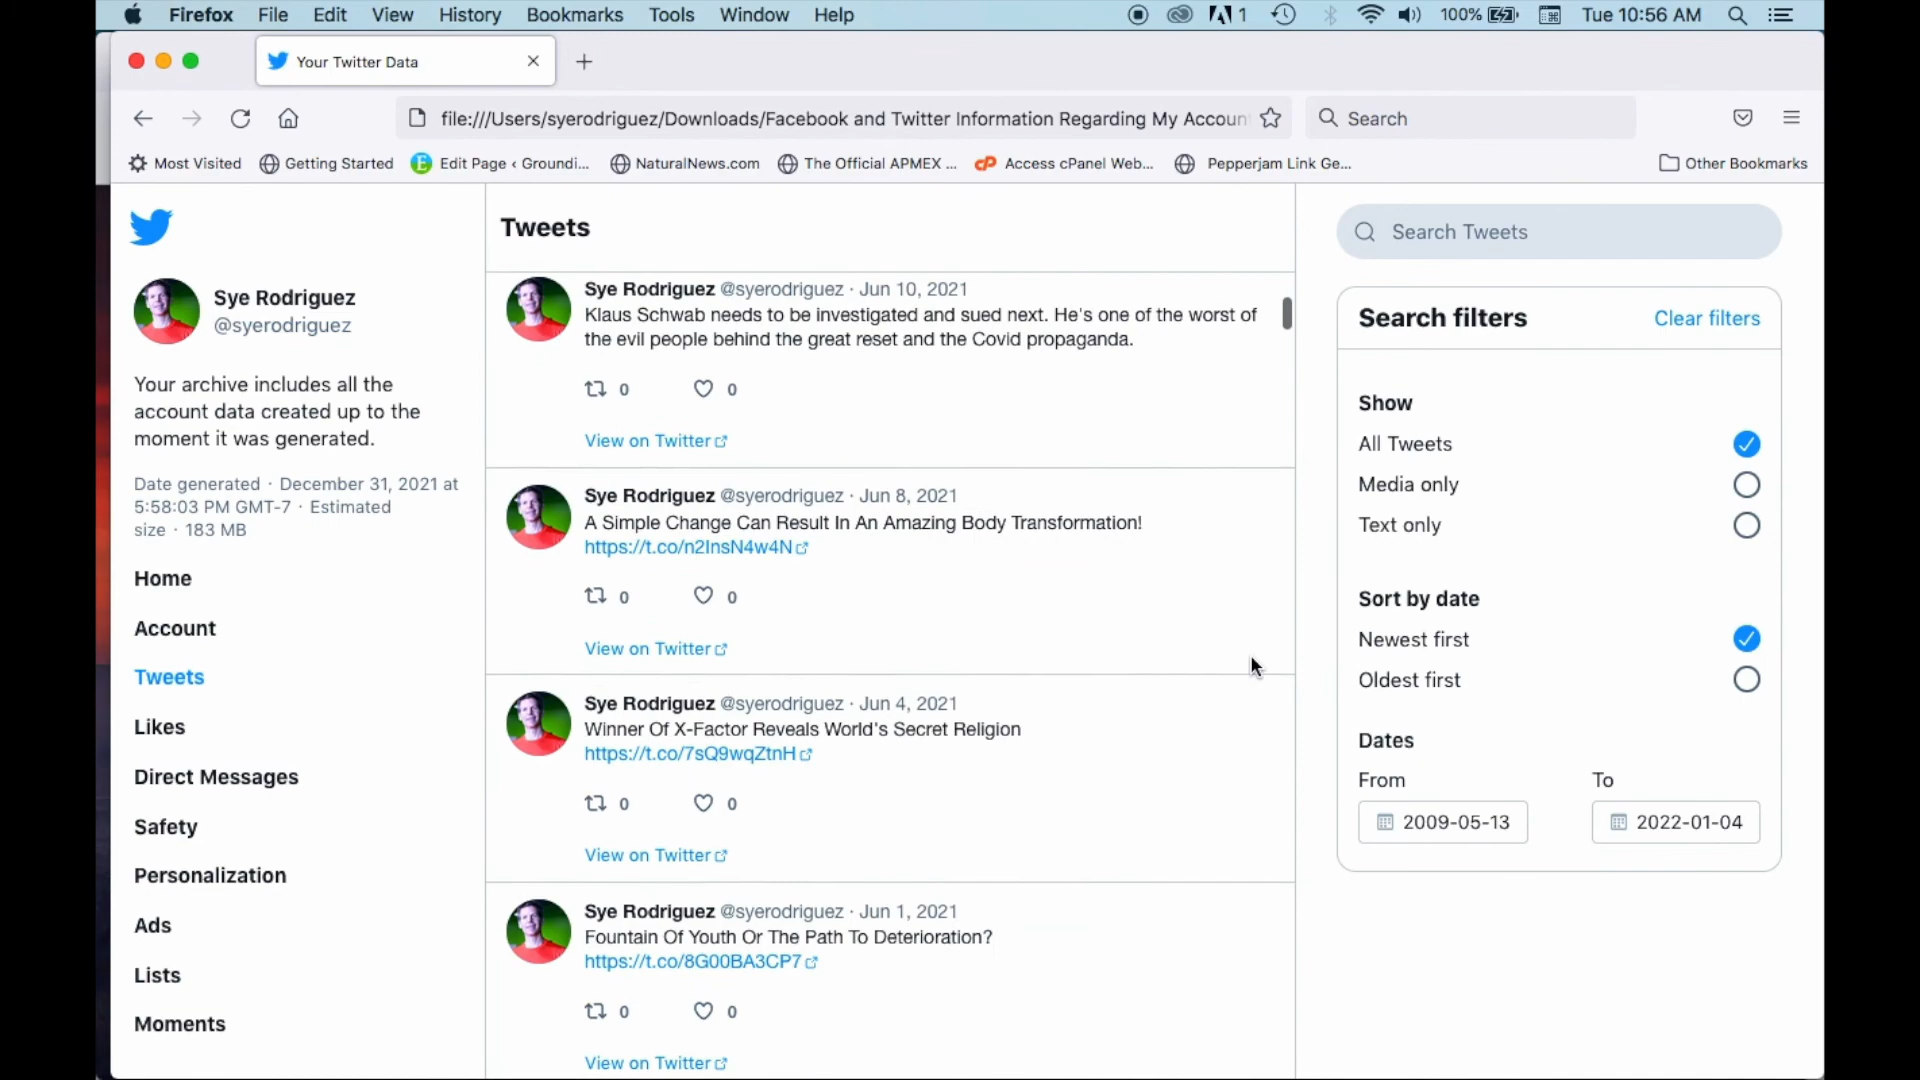 Firefox File Edit View History Bookmarks Tools Window Help 1 100% Tue 10:56 AM
Your Twitter Data
file:///Users/syerodriguez/Downloads/Facebook and Twitter Information Regarding My Accoun
Search
Most Visited Getting Started Edit Page ‹ Groundi... NaturalNews.com The Official APMEX ... Access cPanel Web... Pepperjam Link Ge... Other Bookmarks
Sye Rodriguez
@syerodriguez
Your archive includes all the
account data created up to the
moment it was generated.
Date generated · December 31, 2021 at
5:58:03 PM GMT-7 · Estimated
size · 183 MB
Home
Account
Tweets
Likes
Direct Messages
Safety
Personalization
Ads
Lists
Moments
Tweets
Sye Rodriguez @syerodriguez · Jun 10, 2021
Klaus Schwab needs to be investigated and sued next. He's one of the worst of
the evil people behind the great reset and the Covid propaganda.
0 0
View on Twitter
Sye Rodriguez @syerodriguez · Jun 8, 2021
A Simple Change Can Result In An Amazing Body Transformation!
https://t.co/n2InsN4w4N
0 0
View on Twitter
Sye Rodriguez @syerodriguez · Jun 4, 2021
Winner Of X-Factor Reveals World's Secret Religion
https://t.co/7sQ9wqZtnH
0 0
View on Twitter
Sye Rodriguez @syerodriguez · Jun 1, 2021
Fountain Of Youth Or The Path To Deterioration?
https://t.co/8G00BA3CP7
0 0
View on Twitter
Search Tweets
Search filters Clear filters
Show
All Tweets
Media only
Text only
Sort by date
Newest first
Oldest first
Dates
From To
2009-05-13 2022-01-04